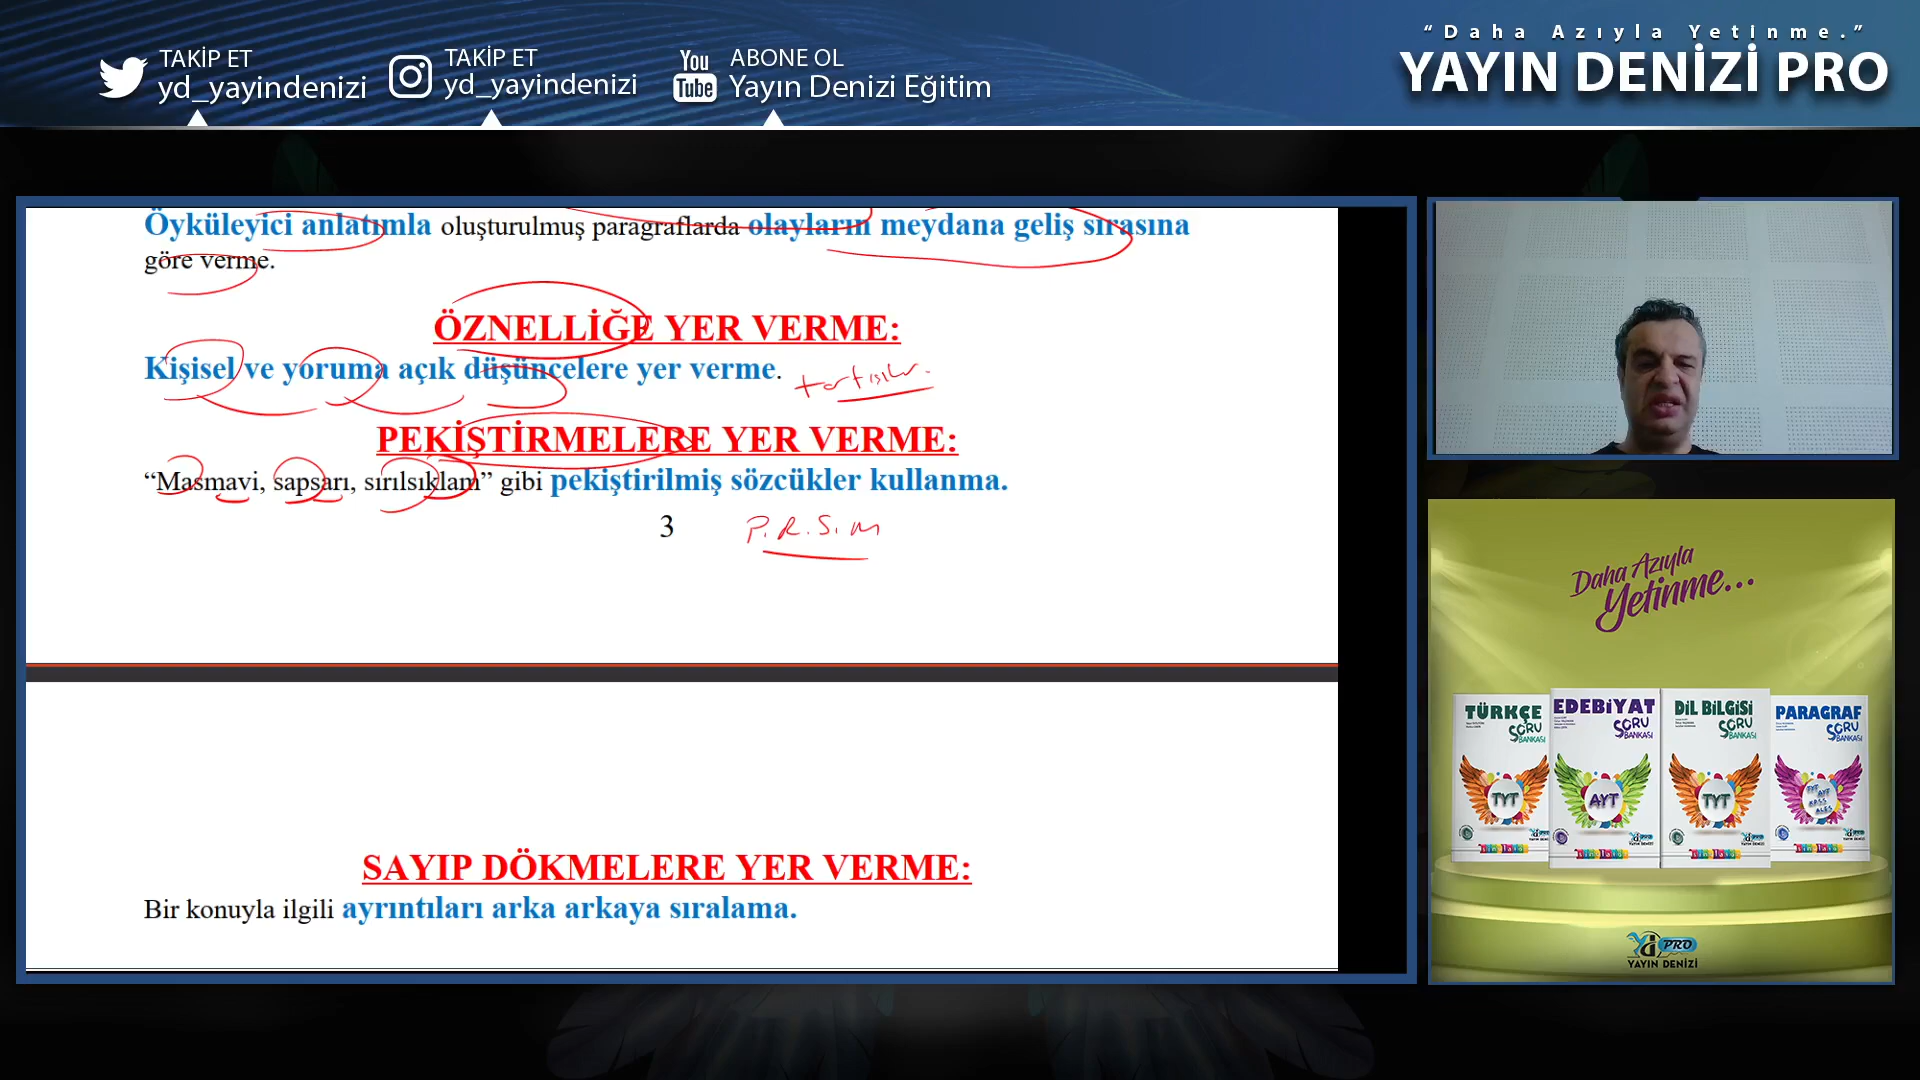 “Daha Azıyla Yetinme.”
YAYIN DENİZİ PRO
TAKİP ET
yd_yayindenizi
TAKİP ET
yd_yayindenizi
You Tube
ABONE OL
Yayın Denizi Eğitim
Öyküleyici anlatımla oluşturulmuş paragraflarda olayların meydana geliş sırasına
göre verme.
ÖZNELLİĞE YER VERME:
Kişisel ve yoruma açık düşüncelere yer verme.
PEKİŞTİRMELERE YER VERME:
“Masmavi, sapsarı, sırılsıklam” gibi pekiştirilmiş sözcükler kullanma.
3
P.R.S.M
SAYIP DÖKMELERE YER VERME:
Bir konuyla ilgili ayrıntıları arka arkaya sıralama.
Daha Azıyla
Yetinme...
TÜRKÇE
SORU
BANKASI
TYT
EDEBİYAT
SORU
BANKASI
AYT
DİL BİLGİSİ
SORU
BANKASI
TYT
PARAGRAF
SORU
BANKASI
PRO
YAYIN DENİZİ